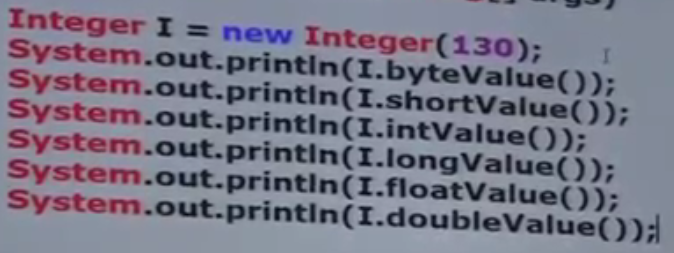 Integer I = new Integer(130);
System.out.println(I.byteValue());
System.out.println(I.shortValue());
System.out.println(I.intValue());
System.out.println(I.longValue());
System.out.println(I.floatValue());
System.out.println(I.doubleValue());